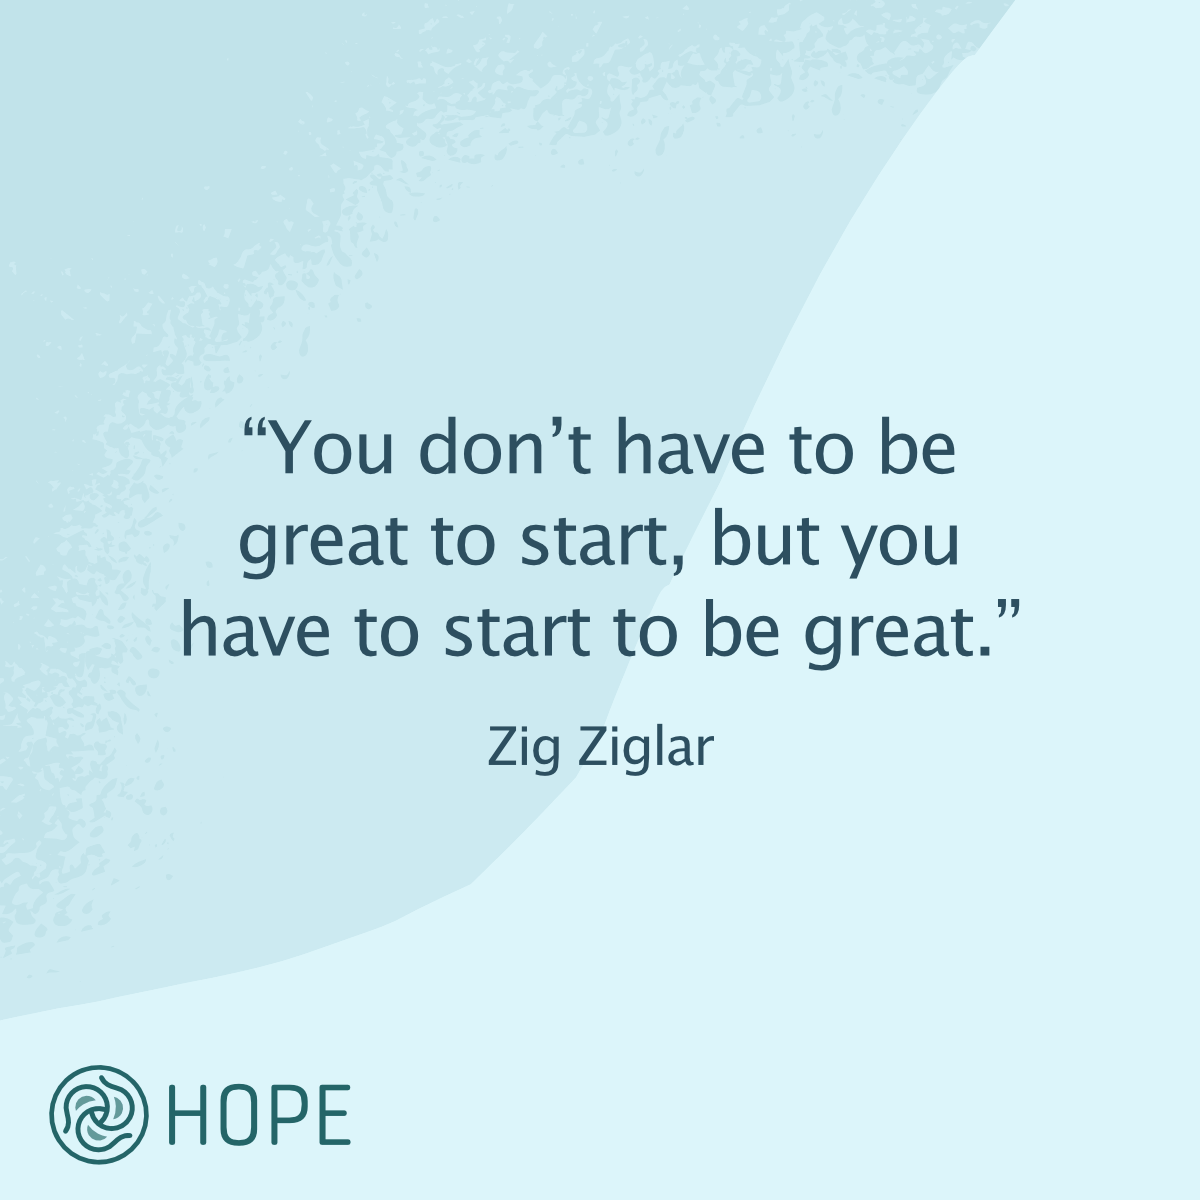 “You don’t have to be
great to start, but you
have to start to be great.”
Zig Ziglar
HOPE